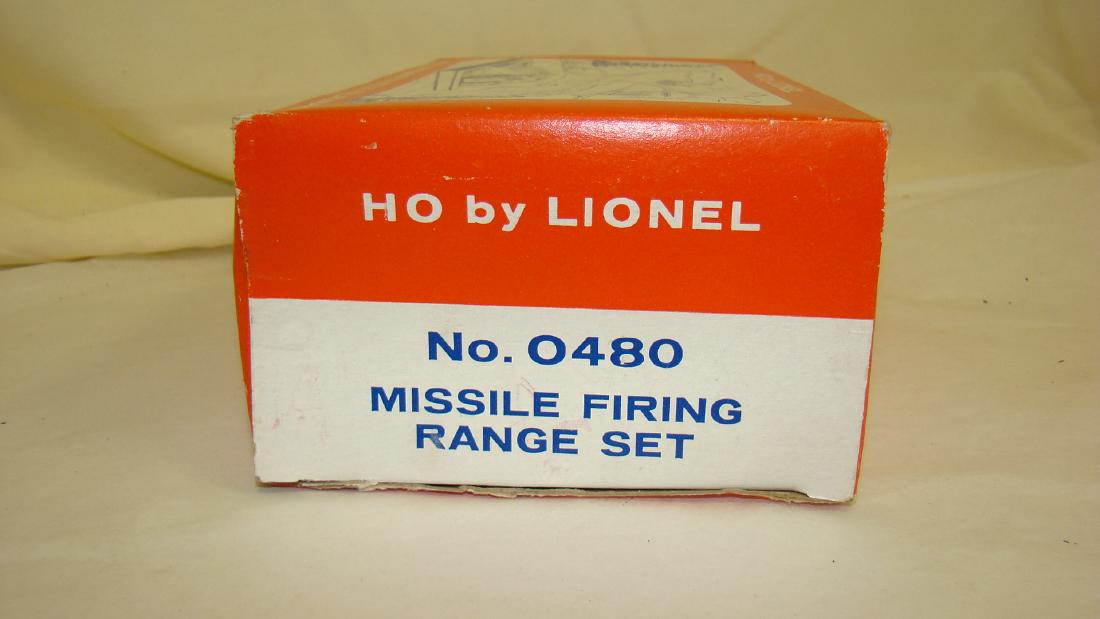 HO by LIONEL
No. 0480
MISSILE FIRING
RANGE SET